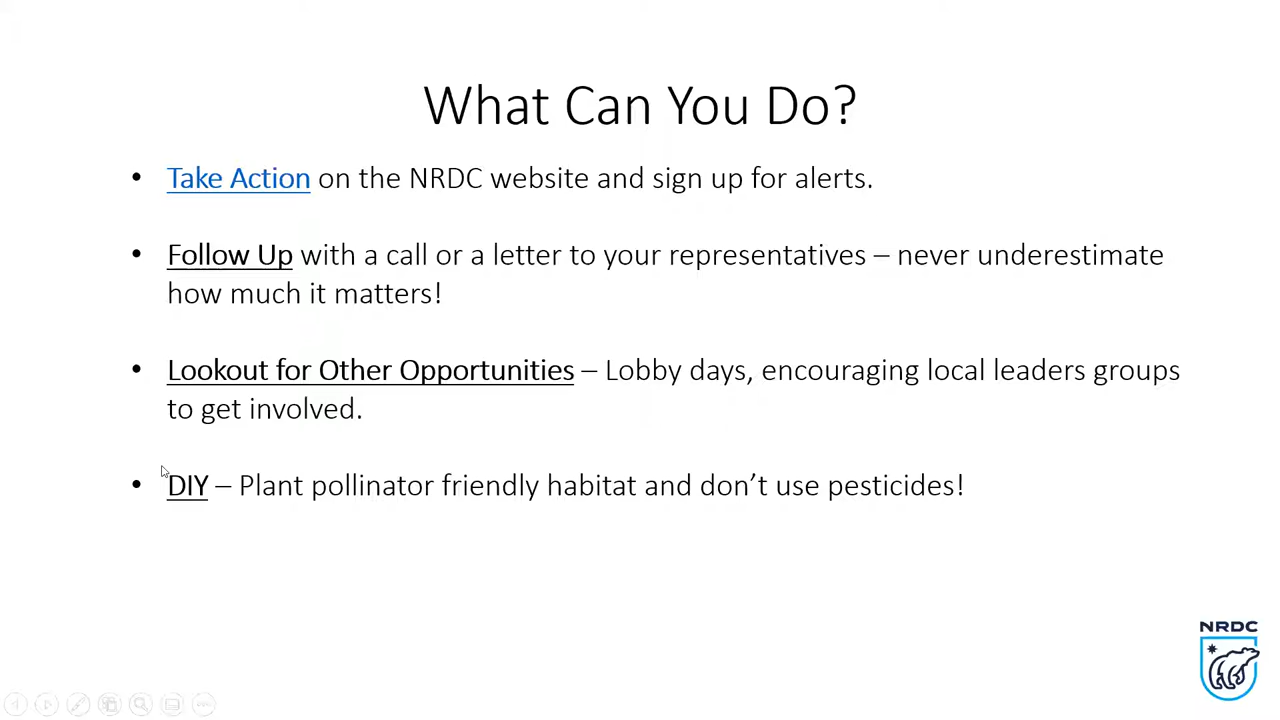 What Can You Do?
• Take Action on the NRDC website and sign up for alerts.
• Follow Up with a call or a letter to your representatives – never underestimate
how much it matters!
• Lookout for Other Opportunities – Lobby days, encouraging local leaders groups
to get involved.
• DIY – Plant pollinator friendly habitat and don’t use pesticides!
NRDC